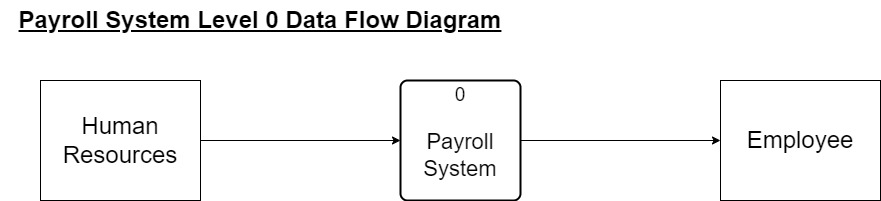 Payroll System Level 0 Data Flow Diagram
Human
Resources
0
Payroll
System
Employee